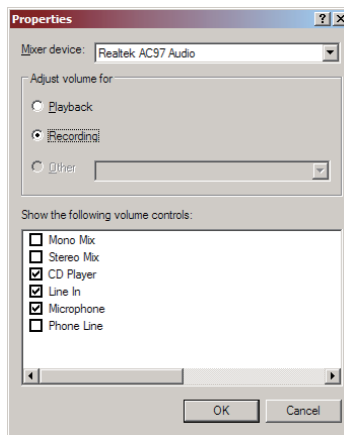 Properties
Mixer device: Realtek AC97 Audio
Adjust volume for
Playback
Recording
Other
Show the following volume controls:
Mono Mix
Stereo Mix
CD Player
Line In
Microphone
Phone Line
OK Cancel